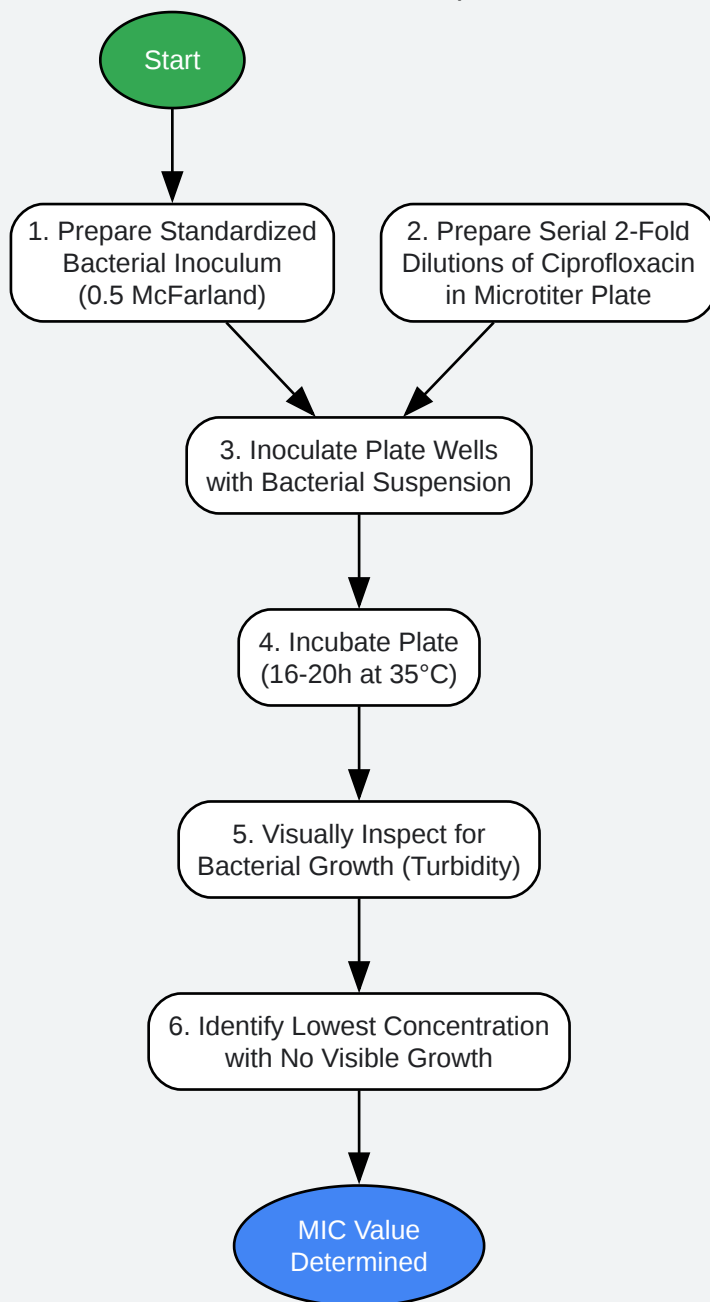 Start
1. Prepare Standardized
Bacterial Inoculum
(0.5 McFarland)
2. Prepare Serial 2-Fold
Dilutions of Ciprofloxacin
in Microtiter Plate
3. Inoculate Plate Wells
with Bacterial Suspension
4. Incubate Plate
(16-20h at 35°C)
5. Visually Inspect for
Bacterial Growth (Turbidity)
6. Identify Lowest Concentration
with No Visible Growth
MIC Value
Determined